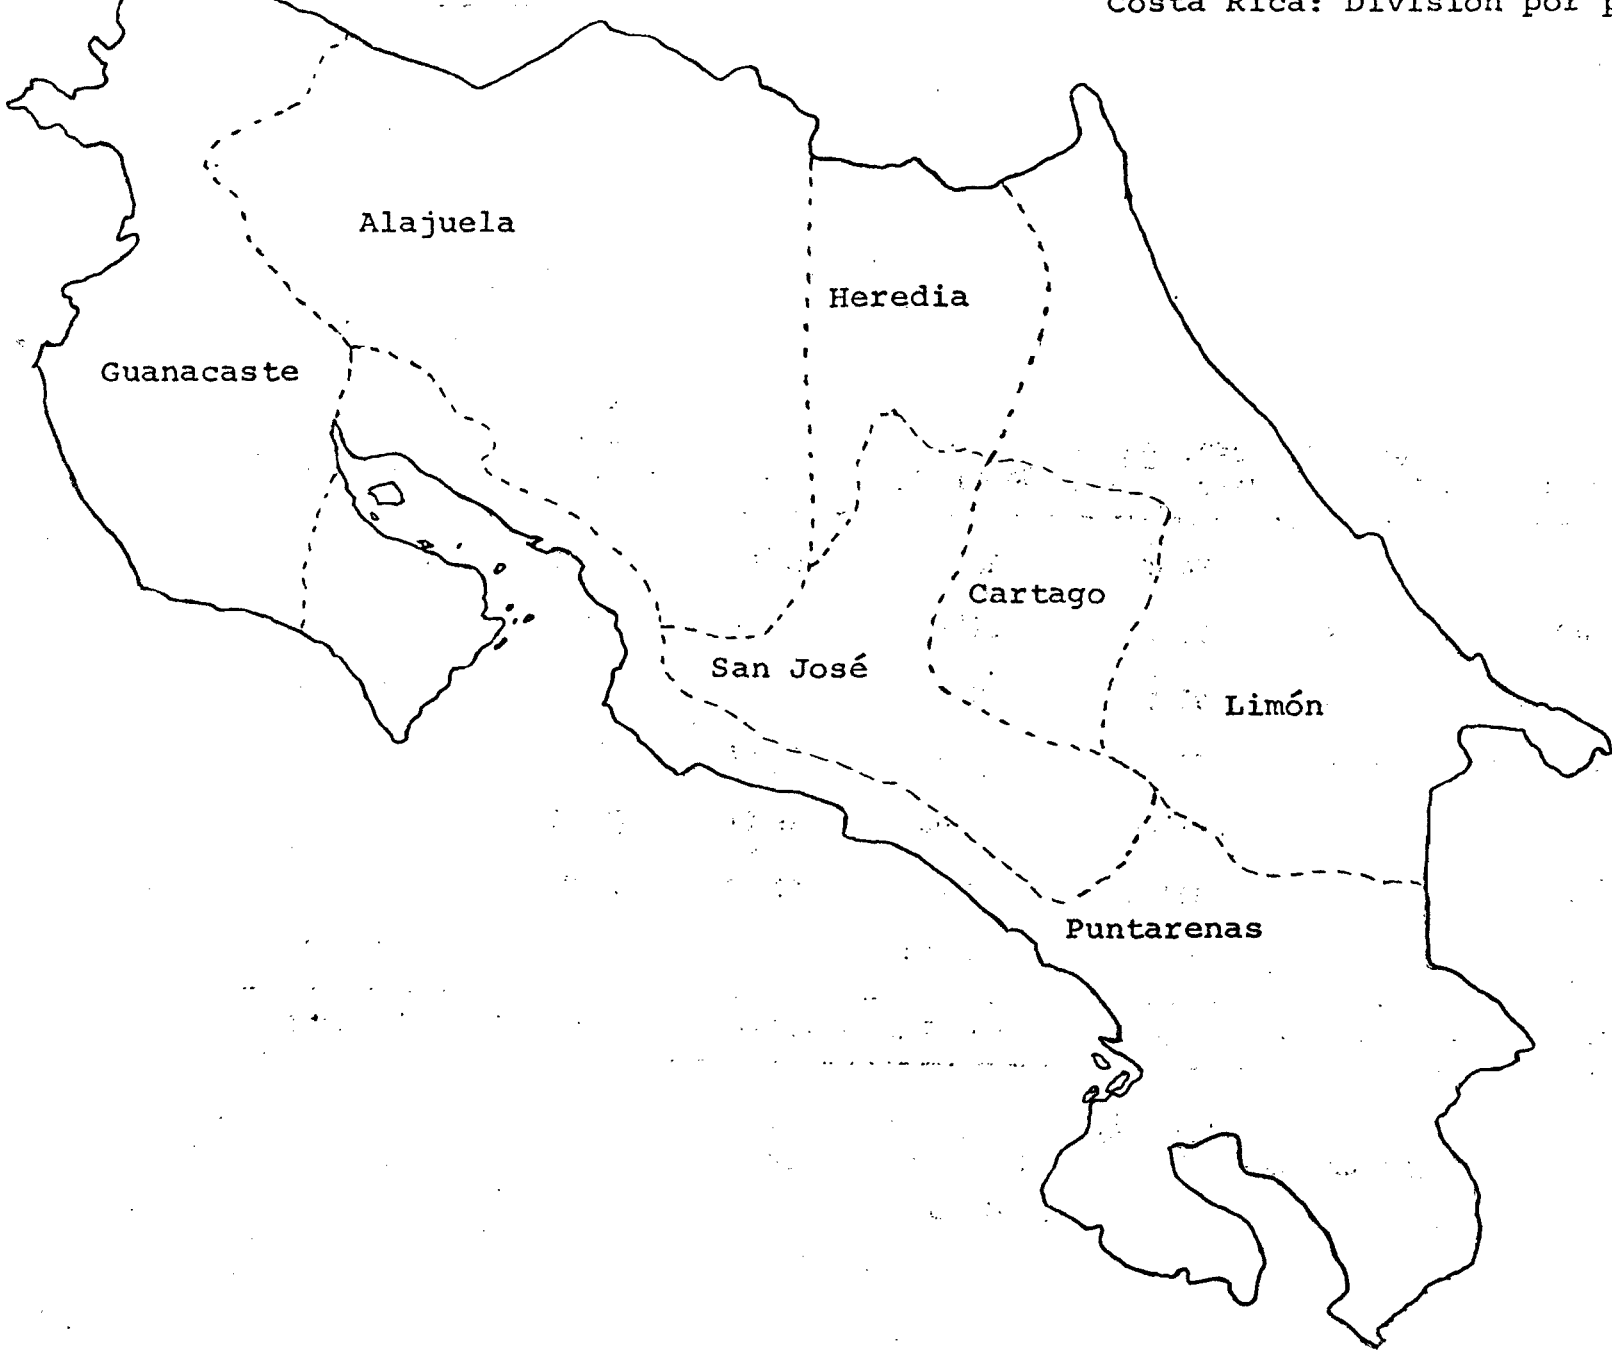 Costa Rica: División por
Alajuela
Heredia
Guanacaste
Cartago
San José
Limón
Puntarenas